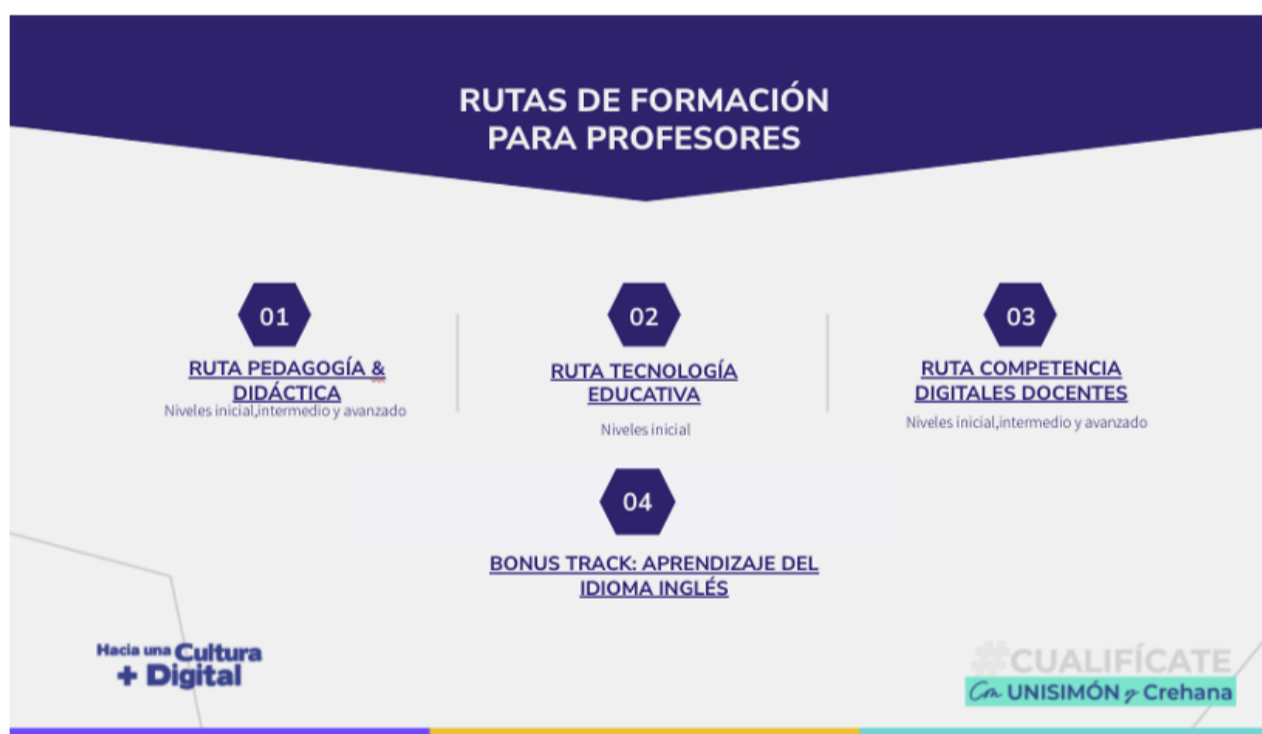 RUTAS DE FORMACIÓN
PARA PROFESORES
01
RUTA PEDAGOGÍA &
DIDÁCTICA
Niveles inicial,intermedio y avanzado
02
RUTA TECNOLOGÍA
EDUCATIVA
Niveles inicial
03
RUTA COMPETENCIA
DIGITALES DOCENTES
Niveles inicial,intermedio y avanzado
04
BONUS TRACK: APRENDIZAJE DEL
IDIOMA INGLÉS
Hacia una Cultura
+ Digital
#CUALIFÍCATE
Con UNISIMÓN y Crehana